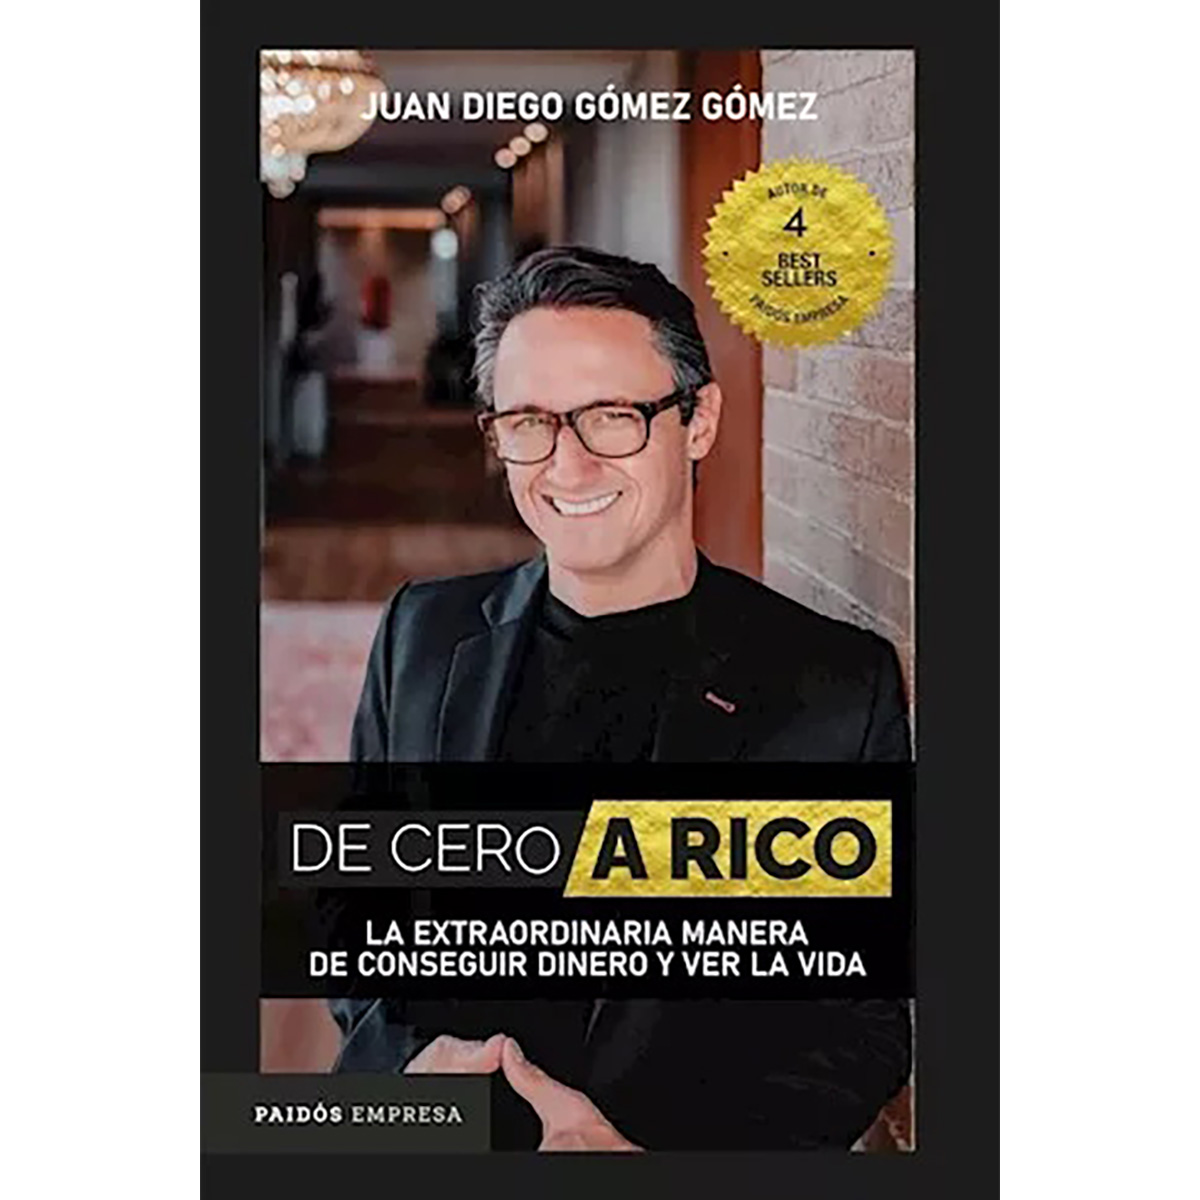 JUAN DIEGO GÓMEZ GÓMEZ
AUTOR DE
4
BEST
SELLERS
PAIDÓS EMPRESA
DE CERO A RICO
LA EXTRAORDINARIA MANERA
DE CONSEGUIR DINERO Y VER LA VIDA
PAIDÓS EMPRESA